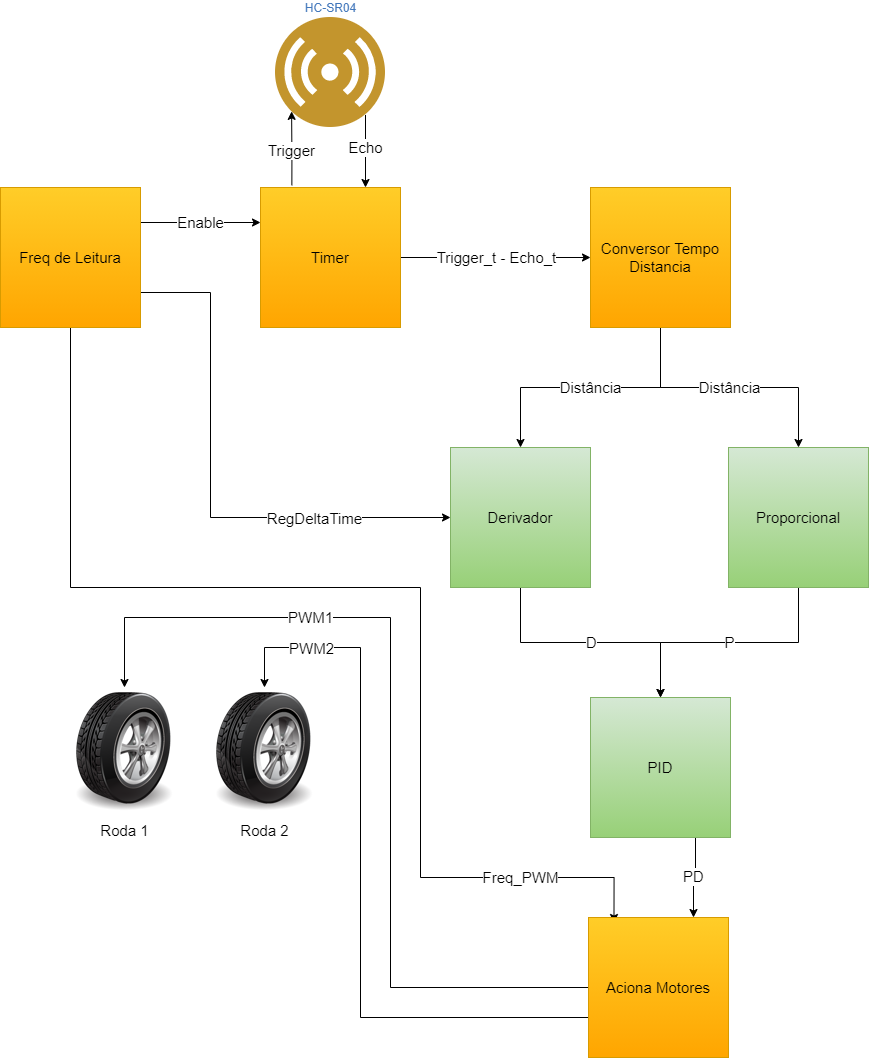 HC-SR04
Trigger
Echo
Freq de Leitura
Enable
Timer
Trigger_t - Echo_t
Conversor Tempo
Distancia
Distância
Distância
RegDeltaTime
Derivador
Proporcional
PWM1
PWM2
D
P
PID
Roda 1
Roda 2
Freq_PWM
PD
Aciona Motores